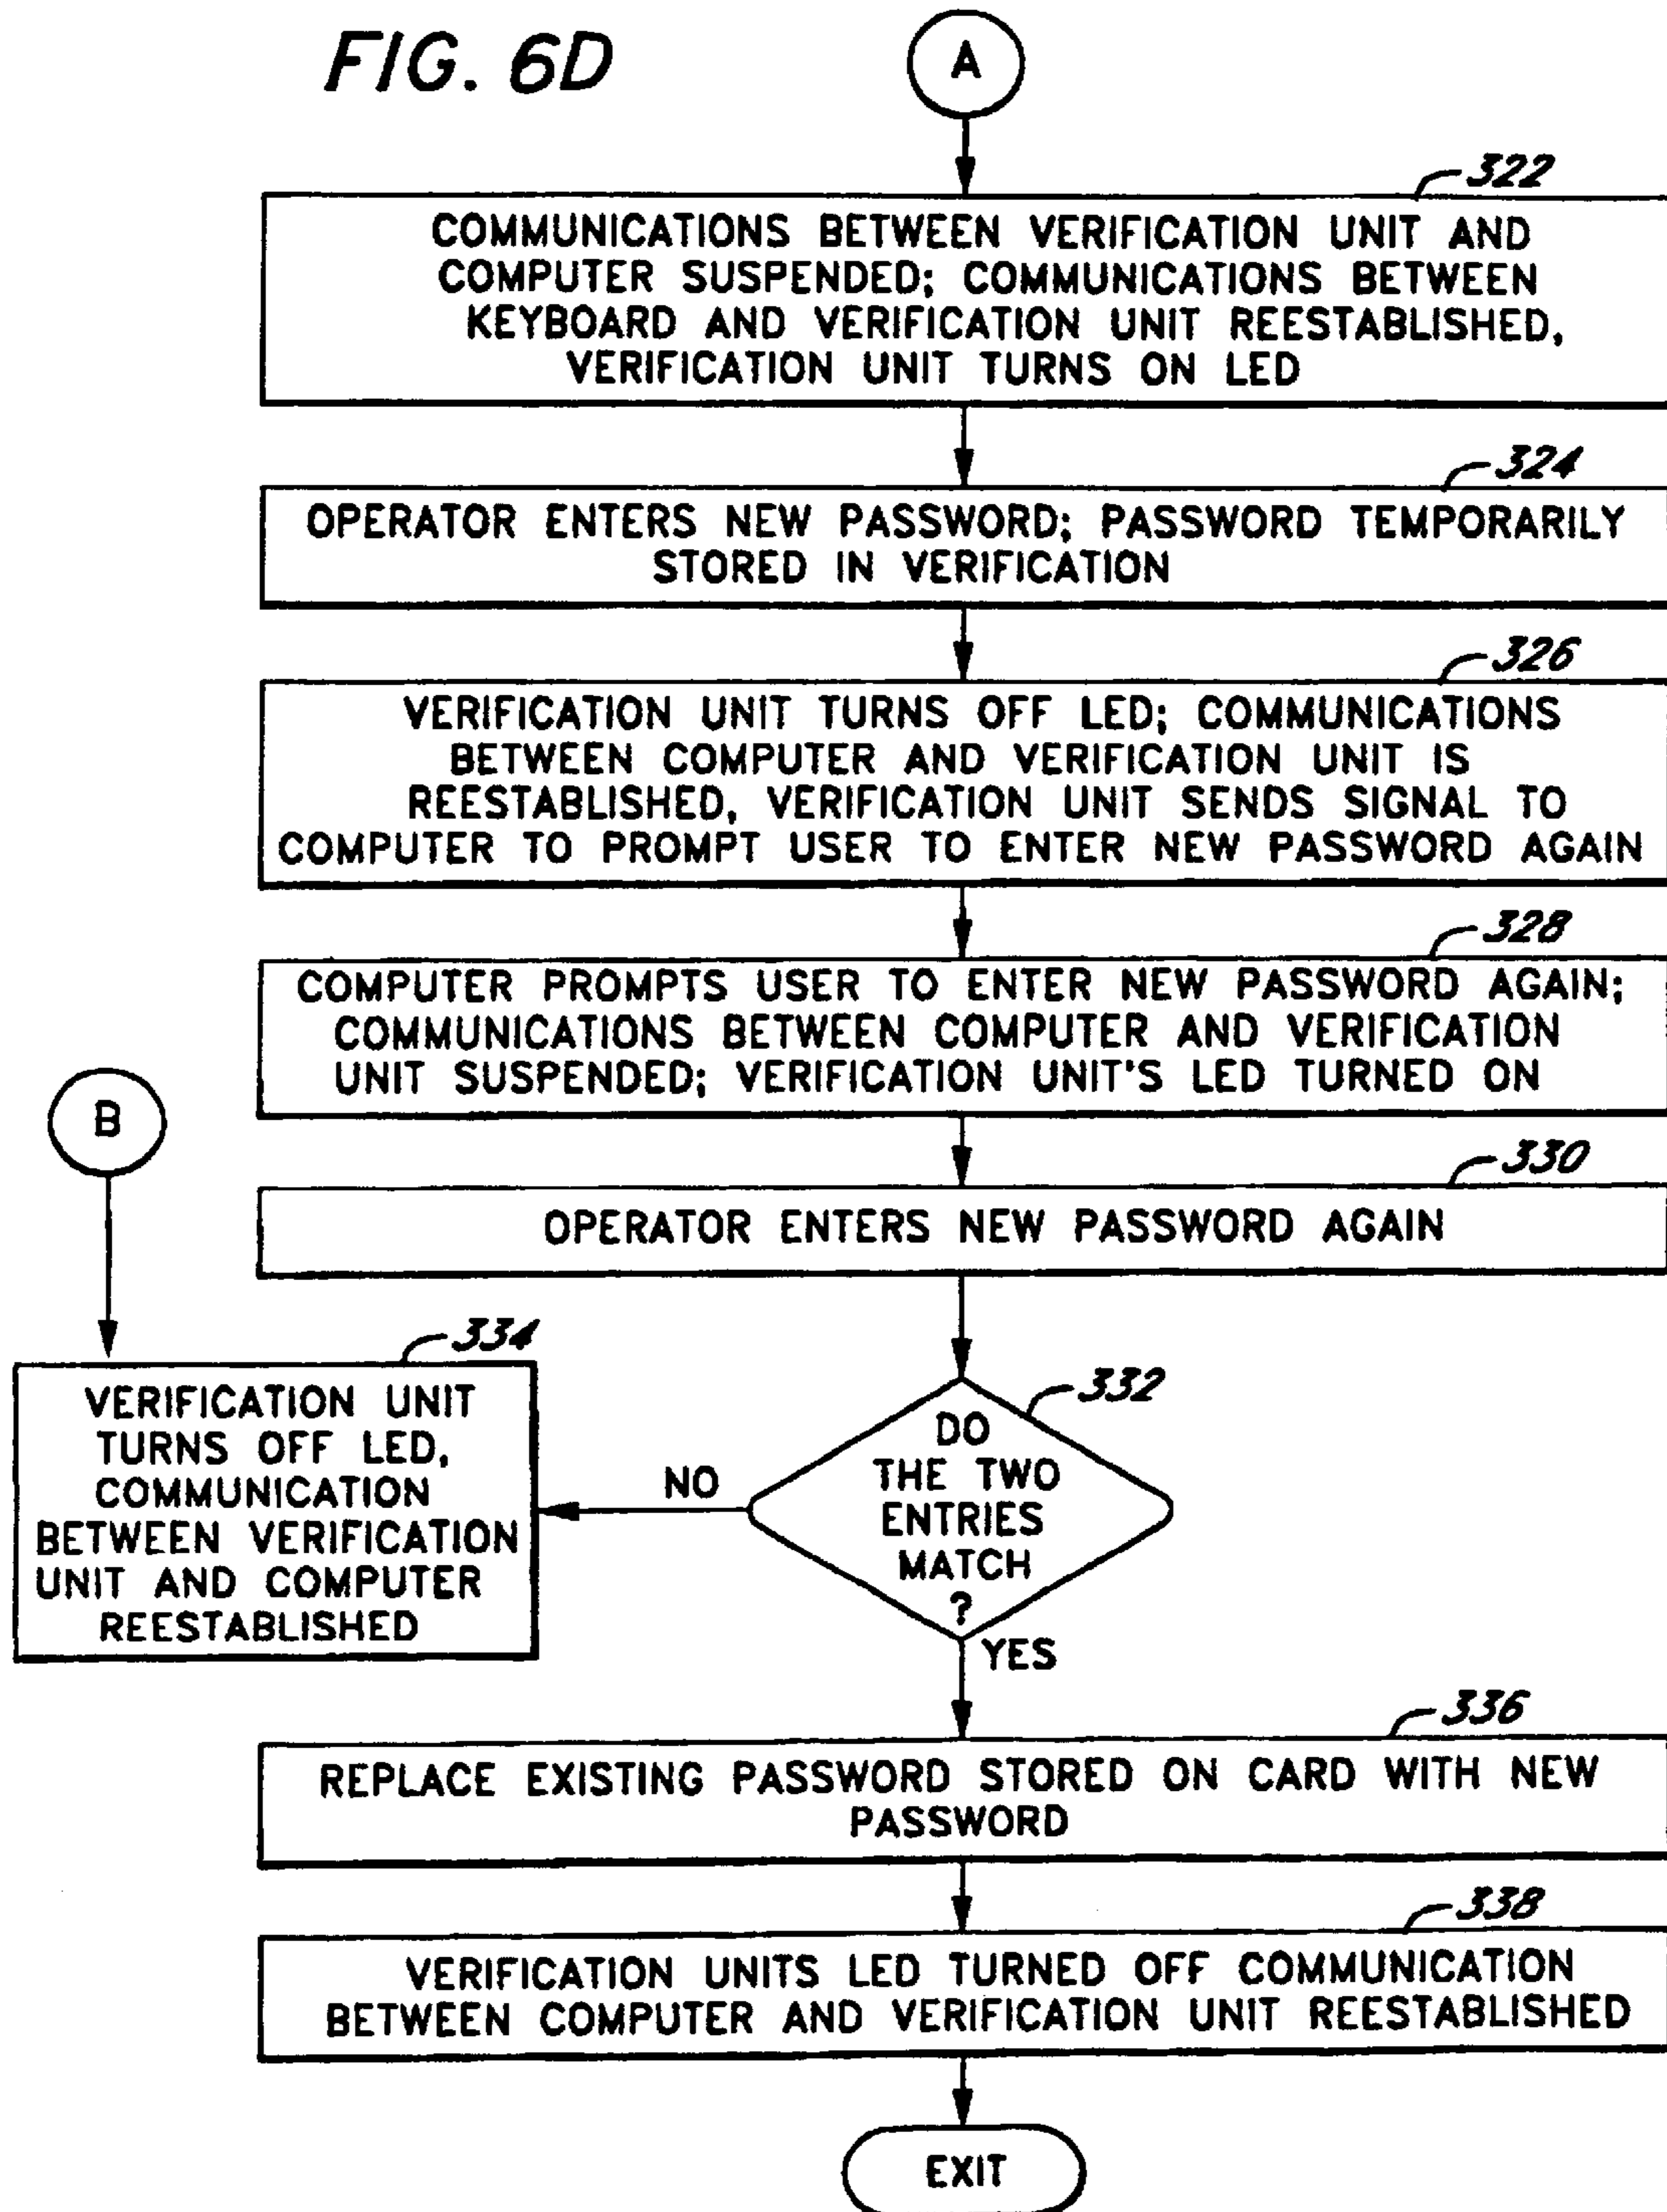 FIG. 6D
A
322
COMMUNICATIONS BETWEEN VERIFICATION UNIT AND
COMPUTER SUSPENDED; COMMUNICATIONS BETWEEN
KEYBOARD AND VERIFICATION UNIT REESTABLISHED,
VERIFICATION UNIT TURNS ON LED
324
OPERATOR ENTERS NEW PASSWORD; PASSWORD TEMPORARILY
STORED IN VERIFICATION
326
VERIFICATION UNIT TURNS OFF LED; COMMUNICATIONS
BETWEEN COMPUTER AND VERIFICATION UNIT IS
REESTABLISHED, VERIFICATION UNIT SENDS SIGNAL TO
COMPUTER TO PROMPT USER TO ENTER NEW PASSWORD AGAIN
328
COMPUTER PROMPTS USER TO ENTER NEW PASSWORD AGAIN;
COMMUNICATIONS BETWEEN COMPUTER AND VERIFICATION
UNIT SUSPENDED; VERIFICATION UNIT'S LED TURNED ON
B
330
OPERATOR ENTERS NEW PASSWORD AGAIN
334
VERIFICATION UNIT
TURNS OFF LED,
COMMUNICATION
BETWEEN VERIFICATION
UNIT AND COMPUTER
REESTABLISHED
NO
332
DO
THE TWO
ENTRIES
MATCH
?
YES
336
REPLACE EXISTING PASSWORD STORED ON CARD WITH NEW
PASSWORD
338
VERIFICATION UNITS LED TURNED OFF COMMUNICATION
BETWEEN COMPUTER AND VERIFICATION UNIT REESTABLISHED
EXIT